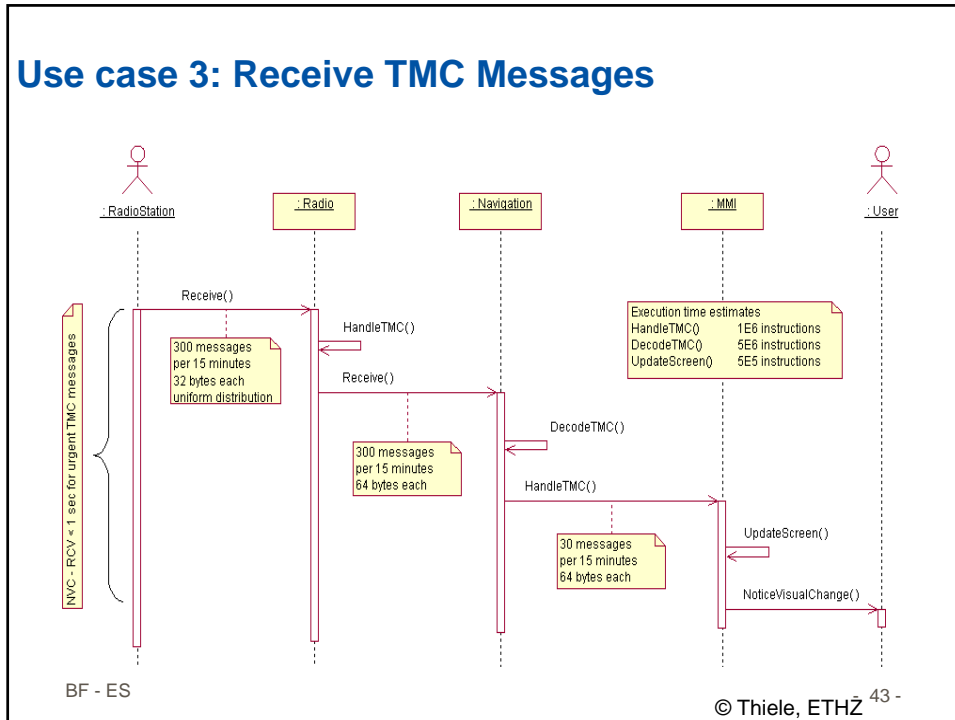 Use case 3: Receive TMC Messages
: RadioStation
: Radio
: Navigation
: MMI
: User
NVC - RCV < 1 sec for urgent TMC messages
Receive()
300 messages
per 15 minutes
32 bytes each
uniform distribution
HandleTMC()
Receive()
300 messages
per 15 minutes
64 bytes each
Execution time estimates
HandleTMC() 1E6 instructions
DecodeTMC() 5E6 instructions
UpdateScreen() 5E5 instructions
DecodeTMC()
HandleTMC()
30 messages
per 15 minutes
64 bytes each
UpdateScreen()
NoticeVisualChange()
BF - ES
© Thiele, ETHZ
- 43 -